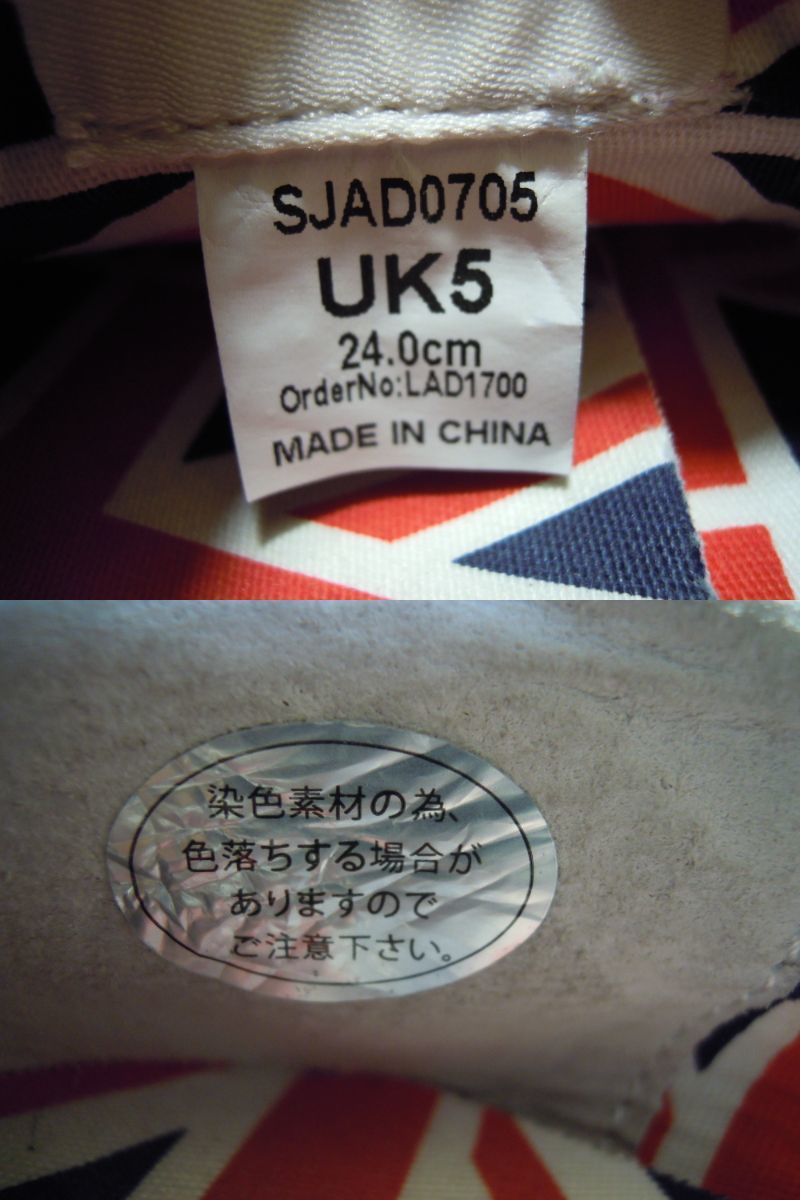 SJAD0705
UK5
24.0cm
OrderNo:LAD1700
MADE IN CHINA
染色素材の為、
色落ちする場合が
ありますので
ご注意下さい。